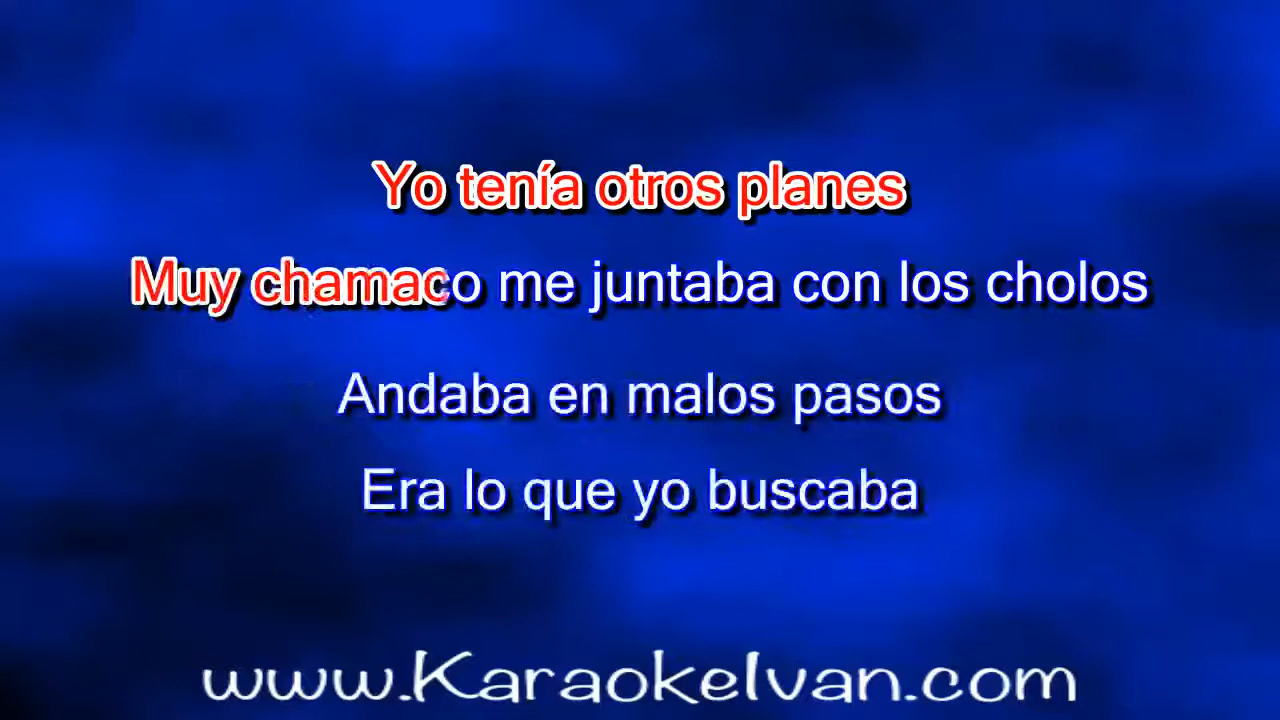 Yo tenía otros planes
Muy chamaco me juntaba con los cholos
Andaba en malos pasos
Era lo que yo buscaba
www.KaraokeIvan.com